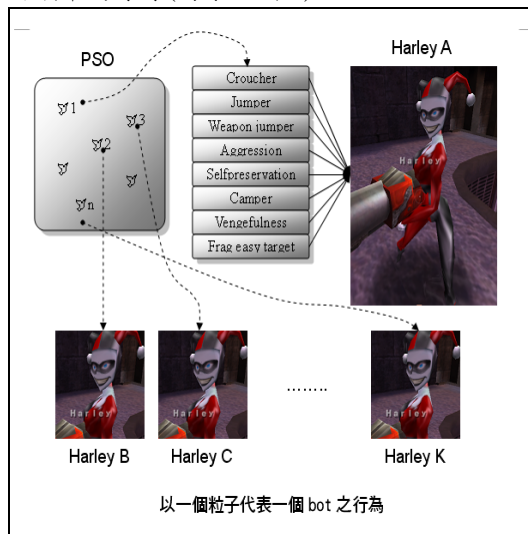 PSO
Harley A
1
3
2
n
Croucher
Jumper
Weapon jumper
Aggression
Selfpreservation
Camper
Vengefulness
Frag easy target
Harley
Harley
Harley
Harley
........
Harley B
Harley C
Harley K
以一個粒子代表一個 bot 之行為